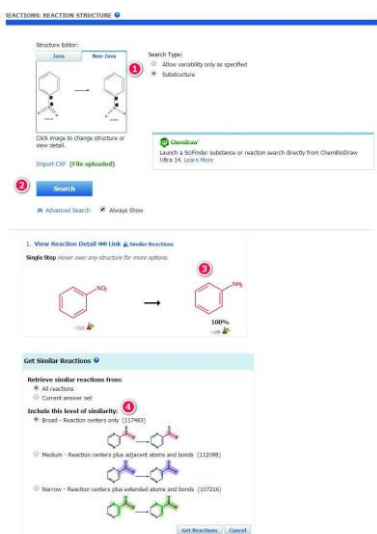 REACTIONS: REACTION STRUCTURE
Structure Editor:
Java
Non-Java
Search Type:
Allow variability only as specified
Substructure
1
Click image to change structure or
view detail.
Import CXF (File uploaded)
ChemDraw
Launch a SciFinder substance or reaction search directly from ChemBioDraw
Ultra 14. Learn More
2
Search
Advanced Search Always Show
1. View Reaction Detail Link Similar Reactions
Single Step Hover over any structure for more options.
3
NO2
NH2
100%
Get Similar Reactions
Retrieve similar reactions from:
All reactions
Current answer set
Include this level of similarity:
4
Broad - Reaction centers only (117483)
Medium - Reaction centers plus adjacent atoms and bonds (112098)
Narrow - Reaction centers plus extended atoms and bonds (107216)
Get Reactions Cancel